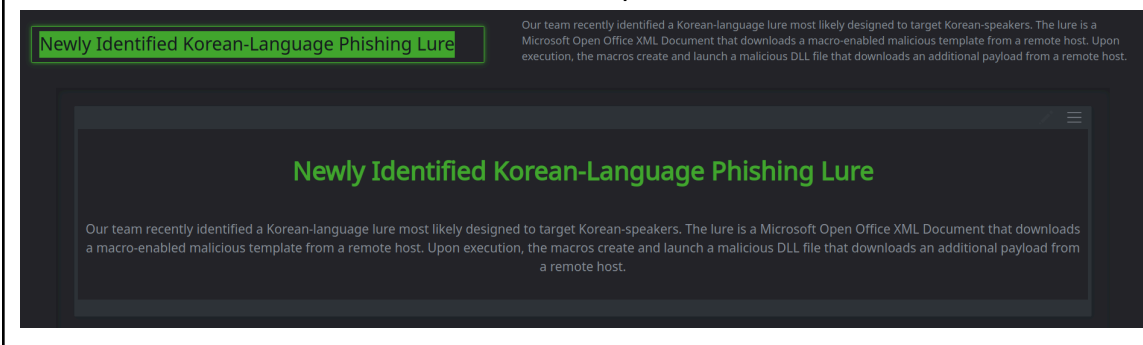 Newly Identified Korean-Language Phishing Lure
Our team recently identified a Korean-language lure most likely designed to target Korean-speakers. The lure is a
Microsoft Open Office XML Document that downloads a macro-enabled malicious template from a remote host. Upon
execution, the macros create and launch a malicious DLL file that downloads an additional payload from a remote host.
Newly Identified Korean-Language Phishing Lure
Our team recently identified a Korean-language lure most likely designed to target Korean-speakers. The lure is a Microsoft Open Office XML Document that downloads
a macro-enabled malicious template from a remote host. Upon execution, the macros create and launch a malicious DLL file that downloads an additional payload from
a remote host.